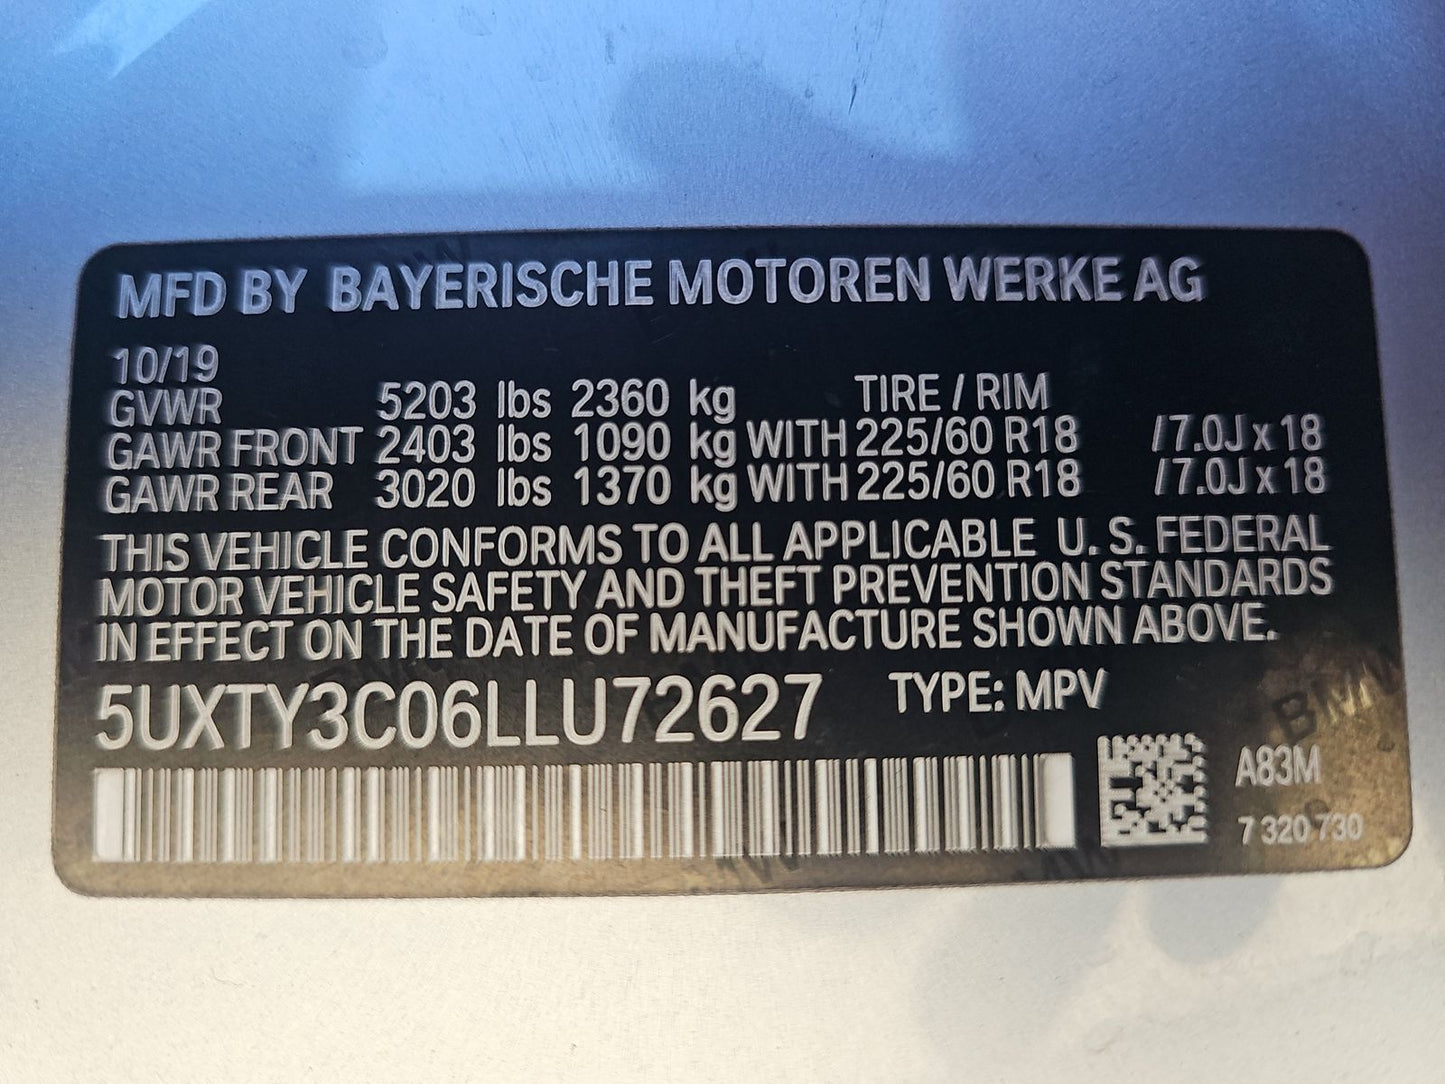 MFD BY BAYERISCHE MOTOREN WERKE AG
10/19
GVWR 5203 lbs 2360 kg TIRE / RIM
GAWR FRONT 2403 lbs 1090 kg WITH 225/60 R18 /7.0J x 18
GAWR REAR 3020 lbs 1370 kg WITH 225/60 R18 /7.0J x 18
THIS VEHICLE CONFORMS TO ALL APPLICABLE U. S. FEDERAL
MOTOR VEHICLE SAFETY AND THEFT PREVENTION STANDARDS
IN EFFECT ON THE DATE OF MANUFACTURE SHOWN ABOVE.
5UXTY3C06LLU72627 TYPE: MPV
BMW
A83M
7 320 730